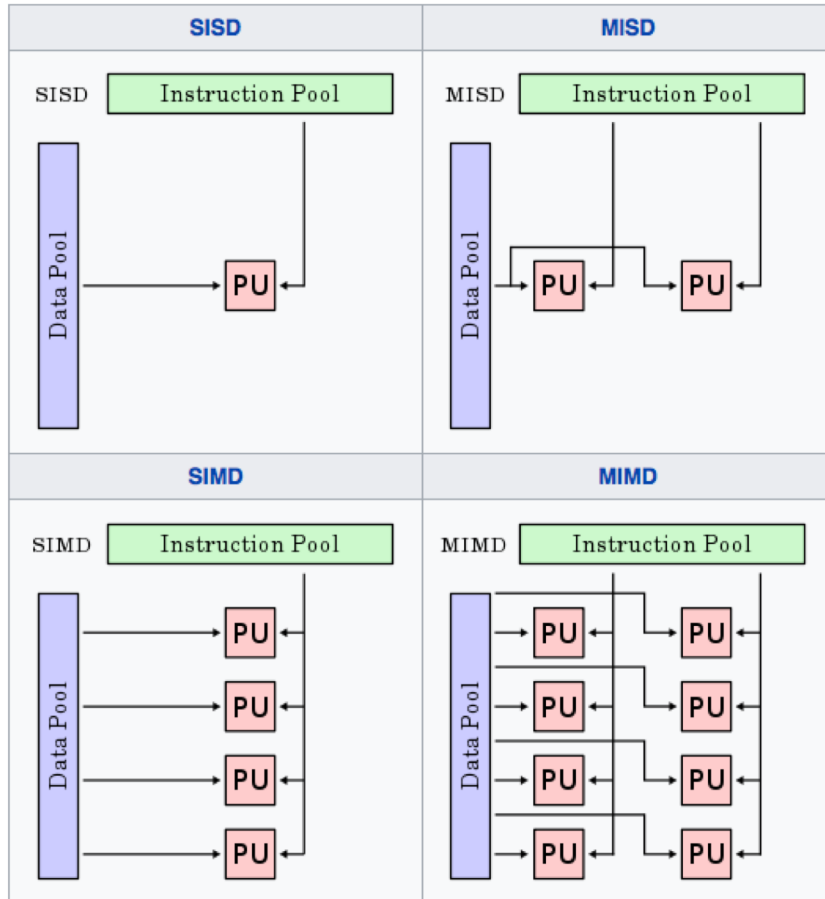 SISD
MISD
SISD
Instruction Pool
Data Pool
PU
MISD
Instruction Pool
Data Pool
PU
PU
SIMD
MIMD
SIMD
Instruction Pool
Data Pool
PU
PU
PU
PU
MIMD
Instruction Pool
Data Pool
PU
PU
PU
PU
PU
PU
PU
PU